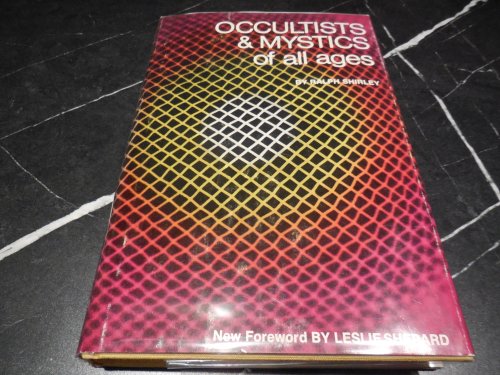 OCCULTISTS
& MYSTICS
of all ages
BY RALPH SHIRLEY
New Foreword BY LESLIE SHEPARD